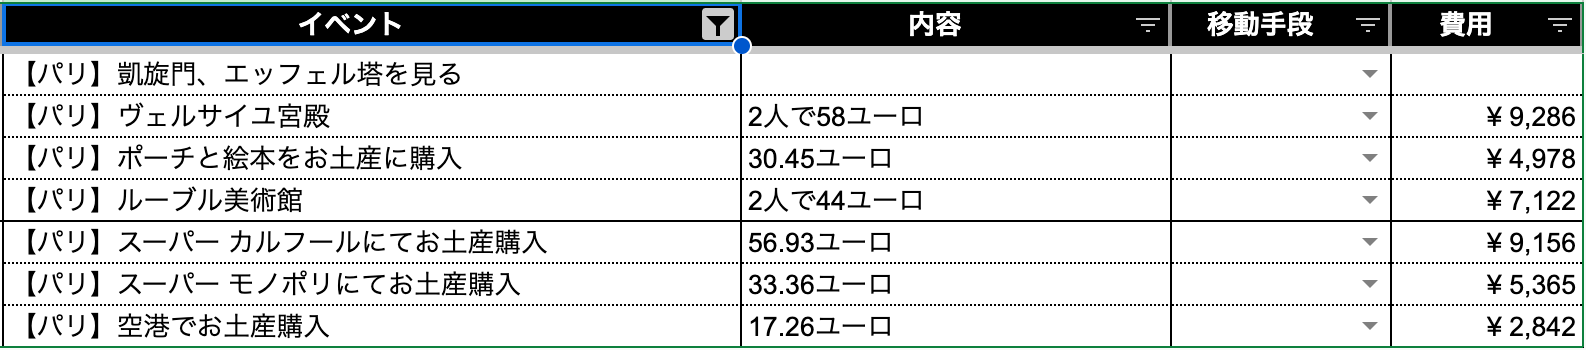 イベント 内容 移動手段 費用
【パリ】凱旋門、エッフェル塔を見る
【パリ】ヴェルサイユ宮殿 2人で58ユーロ ¥ 9,286
【パリ】ポーチと絵本をお土産に購入 30.45ユーロ ¥ 4,978
【パリ】ルーブル美術館 2人で44ユーロ ¥ 7,122
【パリ】スーパー カルフールにてお土産購入 56.93ユーロ ¥ 9,156
【パリ】スーパー モノポリにてお土産購入 33.36ユーロ ¥ 5,365
【パリ】空港でお土産購入 17.26ユーロ ¥ 2,842